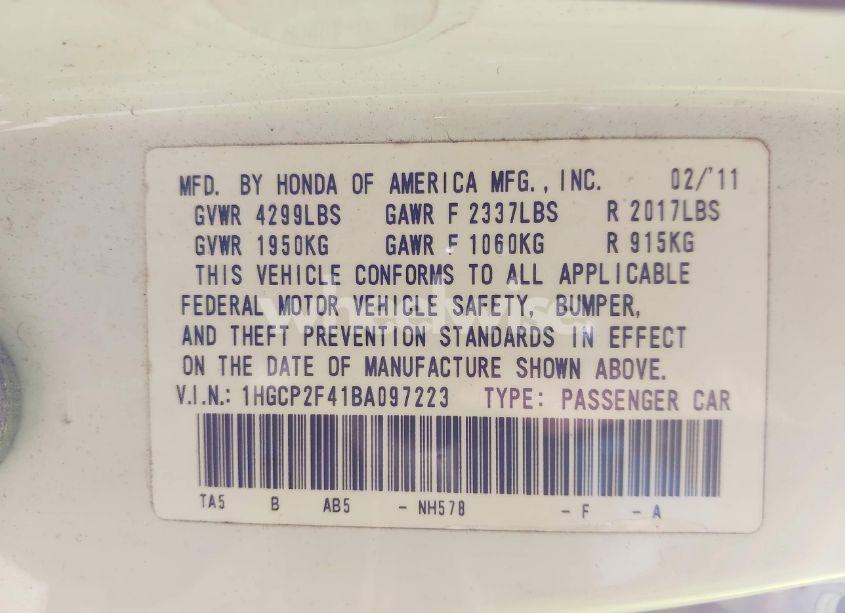 MFD. BY HONDA OF AMERICA MFG., INC. 02/'11
GVWR 4299LBS GAWR F 2337LBS R 2017LBS
GVWR 1950KG GAWR F 1060KG R 915KG
THIS VEHICLE CONFORMS TO ALL APPLICABLE
FEDERAL MOTOR VEHICLE SAFETY, BUMPER,
AND THEFT PREVENTION STANDARDS IN EFFECT
ON THE DATE OF MANUFACTURE SHOWN ABOVE.
V.I.N.: 1HGCP2F41BA097223 TYPE: PASSENGER CAR
TA5 B AB5 - NH578 - F - A